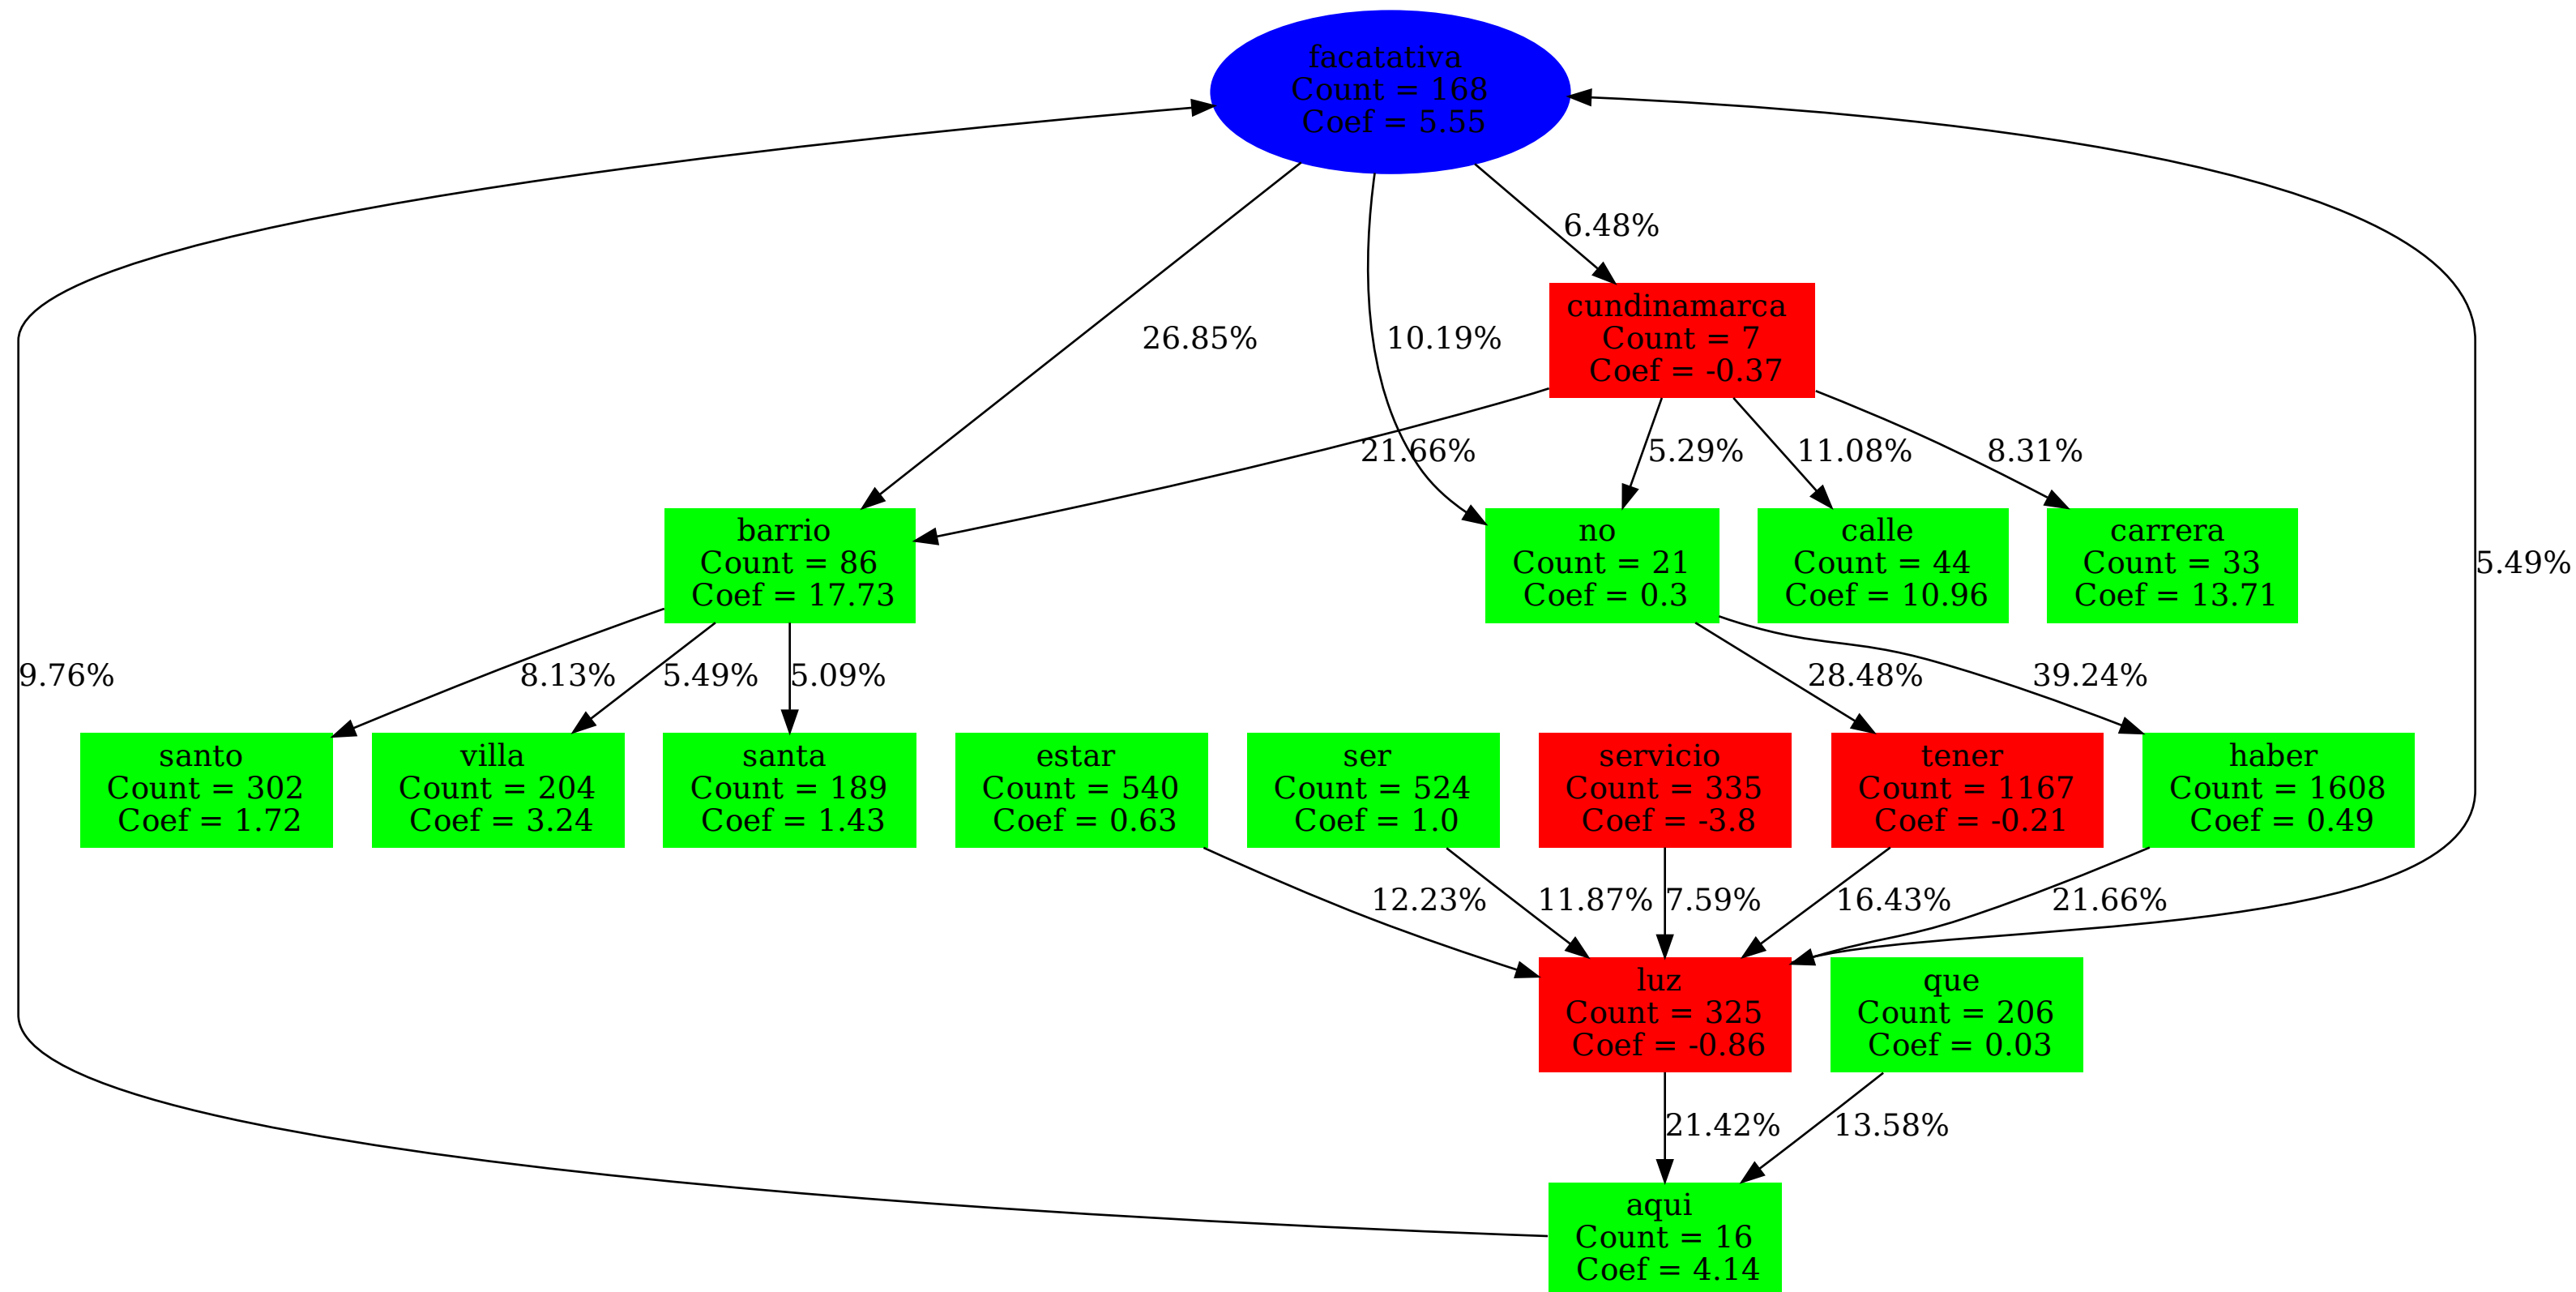 facatativa
Count = 168
Coef = 5.55
6.48%
cundinamarca
Count = 7
Coef = -0.37
26.85%
10.19%
21.66%
5.29%
11.08%
8.31%
barrio
Count = 86
Coef = 17.73
no
Count = 21
Coef = 0.3
calle
Count = 44
Coef = 10.96
carrera
Count = 33
Coef = 13.71
5.49%
9.76%
8.13%
5.49%
5.09%
28.48%
39.24%
santo
Count = 302
Coef = 1.72
villa
Count = 204
Coef = 3.24
santa
Count = 189
Coef = 1.43
estar
Count = 540
Coef = 0.63
ser
Count = 524
Coef = 1.0
servicio
Count = 335
Coef = -3.8
tener
Count = 1167
Coef = -0.21
haber
Count = 1608
Coef = 0.49
12.23%
11.87%
7.59%
16.43%
21.66%
luz
Count = 325
Coef = -0.86
que
Count = 206
Coef = 0.03
21.42%
13.58%
aqui
Count = 16
Coef = 4.14